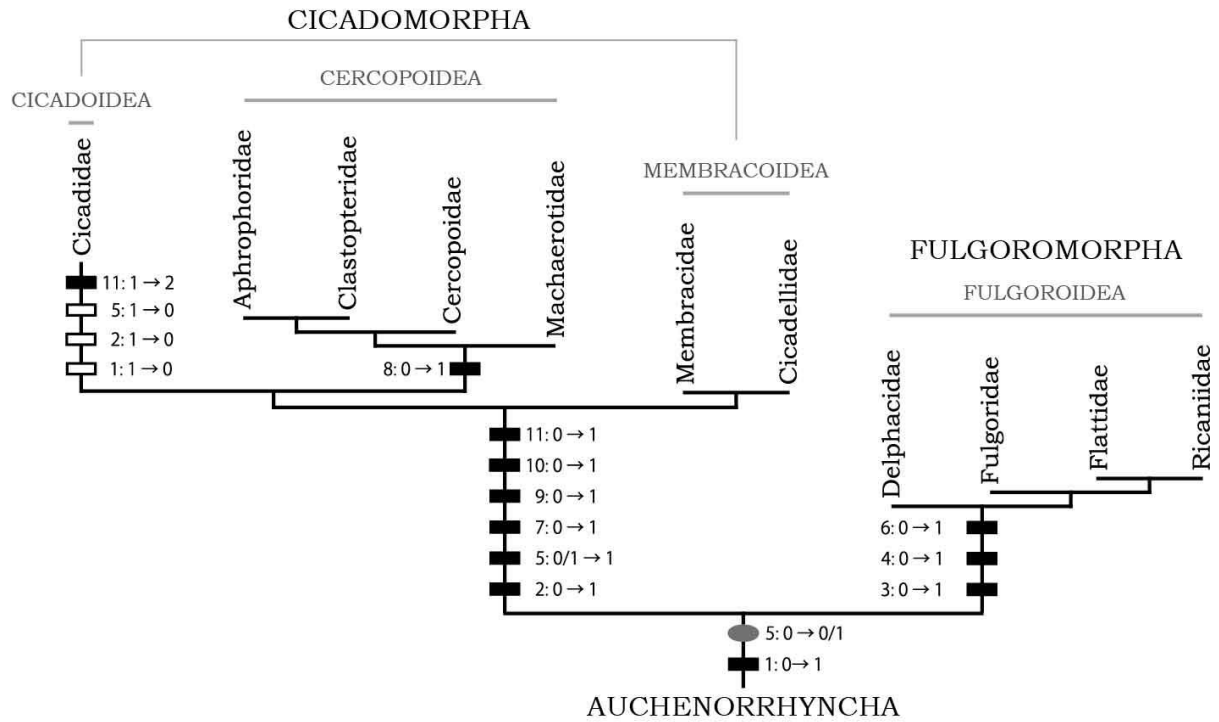 CICADOMORPHA
CERCOPOIDEA
CICADOIDEA
Cicadidae
Aphrophoridae
Clastopteridae
Cercopoidae
Machaerotidae
MEMBRACOIDEA
Membracidae
Cicadellidae
FULGOROMORPHA
FULGOROIDEA
Delphacidae
Fulgoridae
Flattidae
Ricaniidae
11: 1 → 2
5: 1 → 0
2: 1 → 0
1: 1 → 0
8: 0 → 1
11: 0 → 1
10: 0 → 1
9: 0 → 1
7: 0 → 1
5: 0/1 → 1
2: 0 → 1
6: 0 → 1
4: 0 → 1
3: 0 → 1
5: 0 → 0/1
1: 0→ 1
AUCHENORRHYNCHA